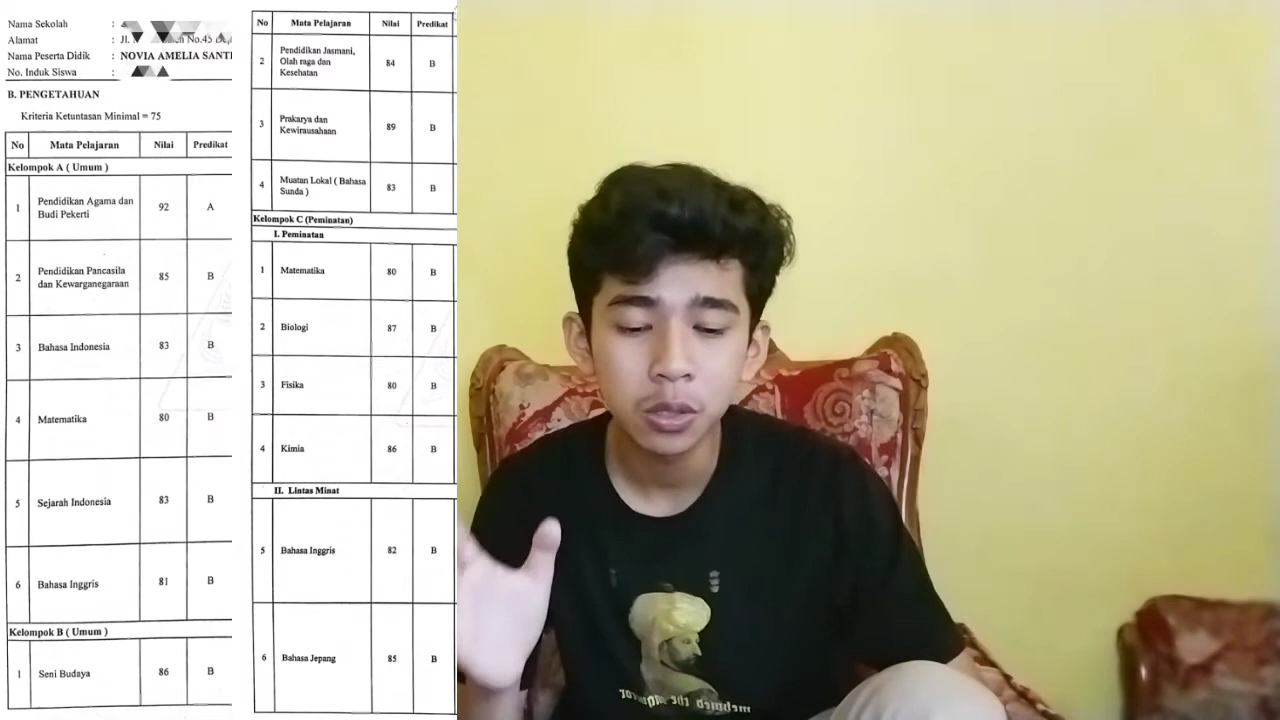 Nama Sekolah :
Alamat : Jl. No.45
Nama Peserta Didik : NOVIA AMELIA SANTI
No. Induk Siswa :
B. PENGETAHUAN
Kriteria Ketuntasan Minimal = 75
No Mata Pelajaran Nilai Predikat
Kelompok A ( Umum )
1 Pendidikan Agama dan Budi Pekerti 92 A
2 Pendidikan Pancasila dan Kewarganegaraan 85 B
3 Bahasa Indonesia 83 B
4 Matematika 80 B
5 Sejarah Indonesia 83 B
6 Bahasa Inggris 81 B
Kelompok B ( Umum )
1 Seni Budaya 86 B
No Mata Pelajaran Nilai Predikat
2 Pendidikan Jasmani, Olah raga dan Kesehatan 84 B
3 Prakarya dan Kewirausahaan 89 B
4 Muatan Lokal ( Bahasa Sunda ) 83 B
Kelompok C (Peminatan)
I. Peminatan
1 Matematika 80 B
2 Biologi 87 B
3 Fisika 80 B
4 Kimia 86 B
II. Lintas Minat
5 Bahasa Inggris 82 B
6 Bahasa Jepang 85 B
mehmed the